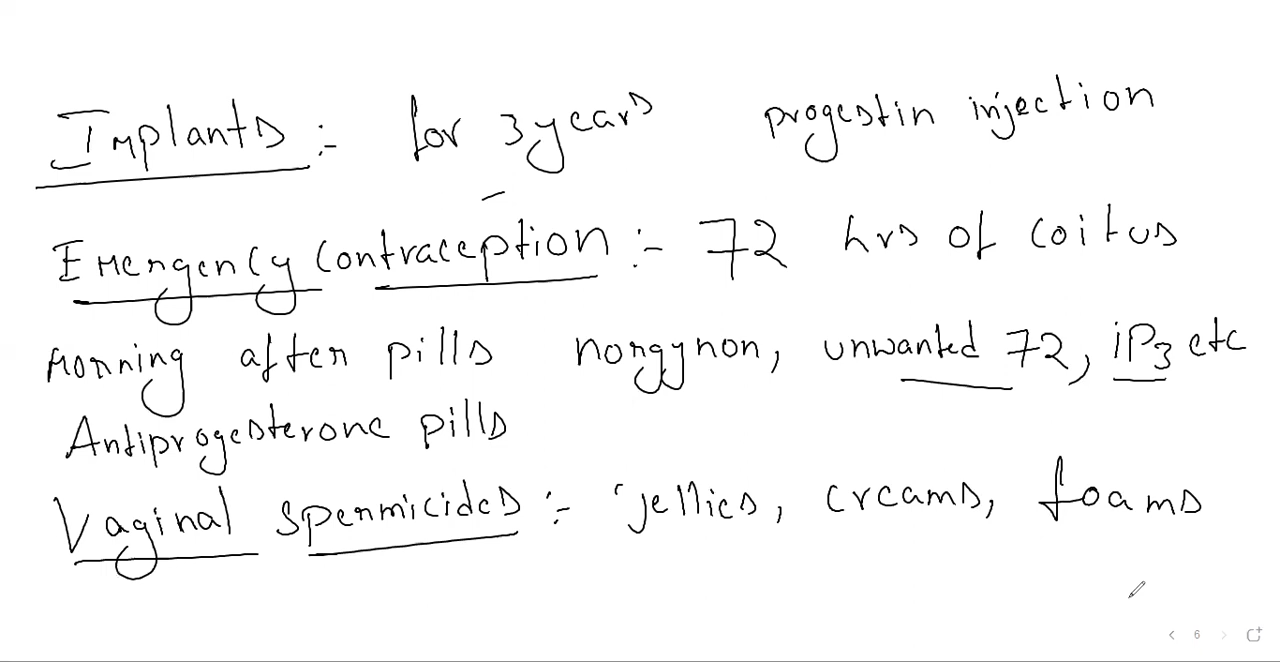 Implants :- for 3 years progestin injection
Emergency contraception :- 72 hrs of coitus
Morning after pills norgynon, unwanted 72, iP3 etc
Antiprogesterone pills
Vaginal spermicides :- jellies, creams, foams
6